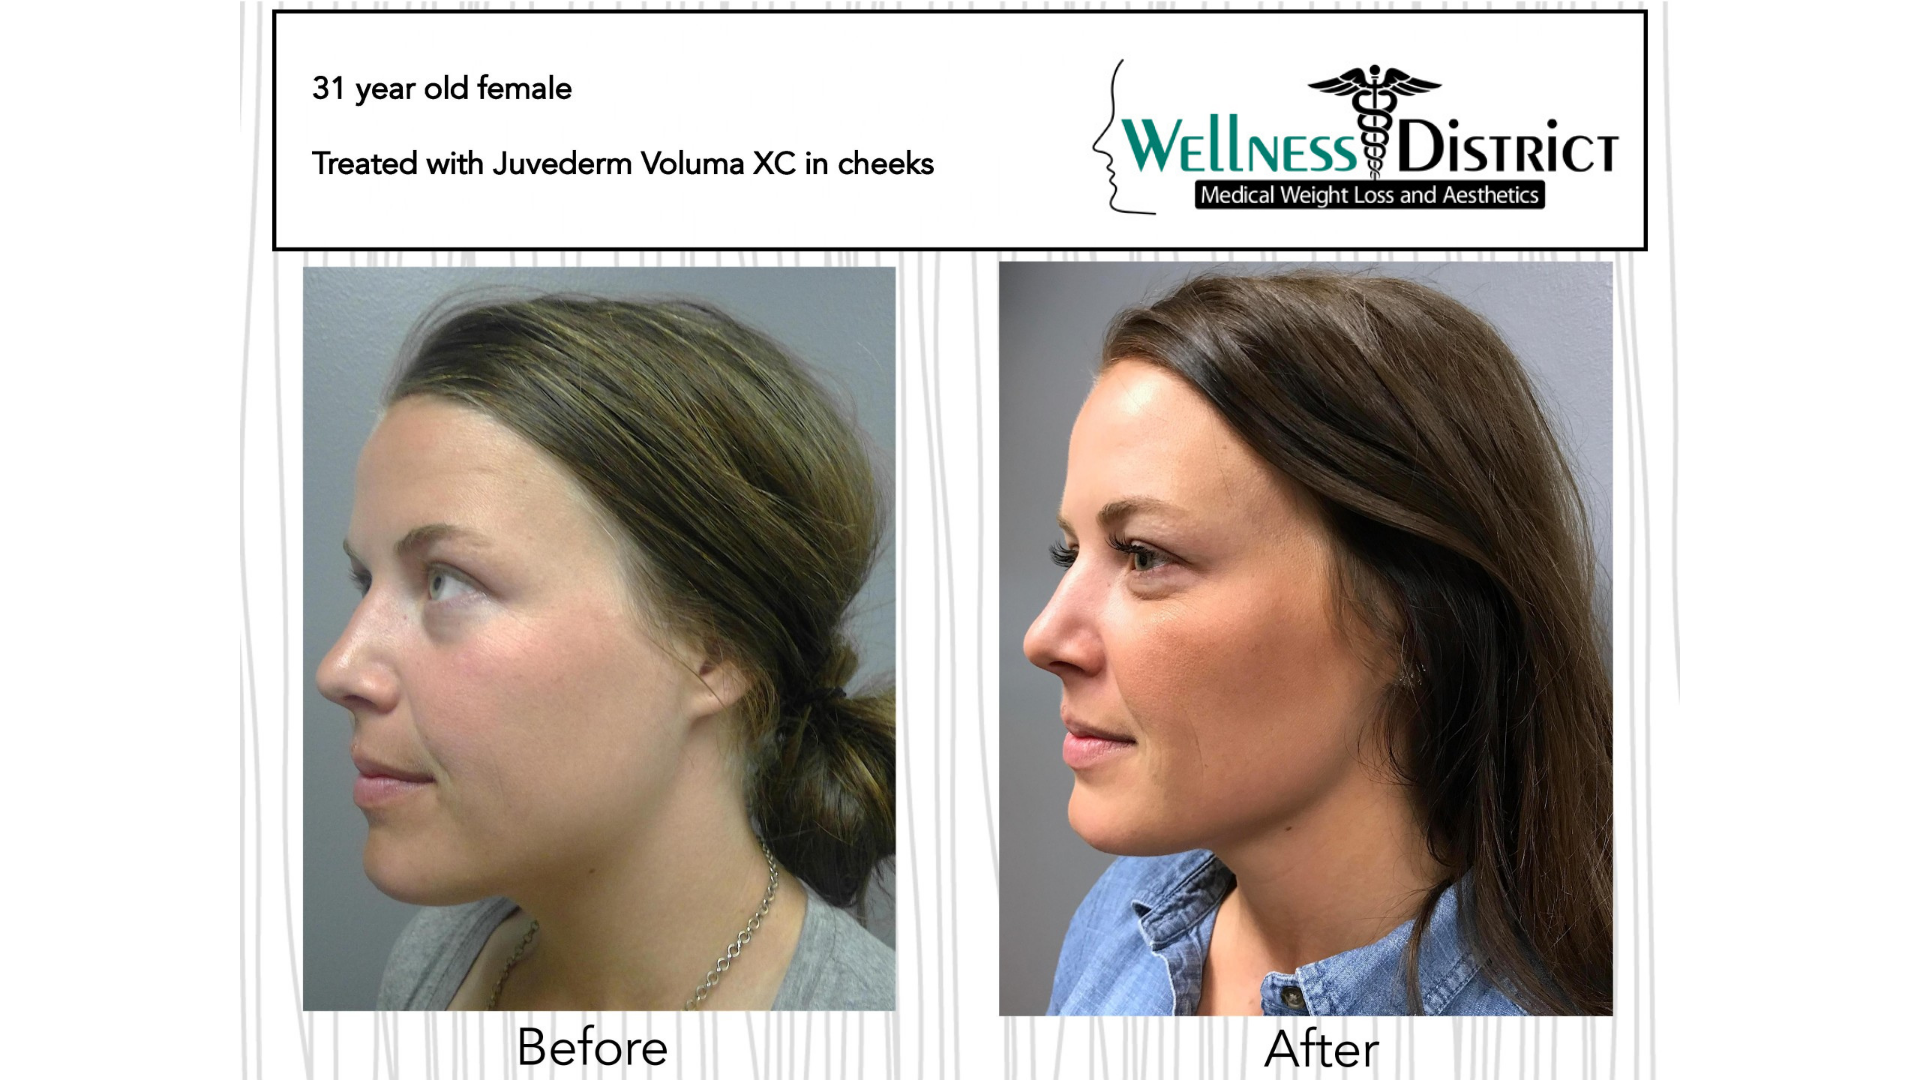 31 year old female
Treated with Juvederm Voluma XC in cheeks
WELLNESS DISTRICT
Medical Weight Loss and Aesthetics
Before
After